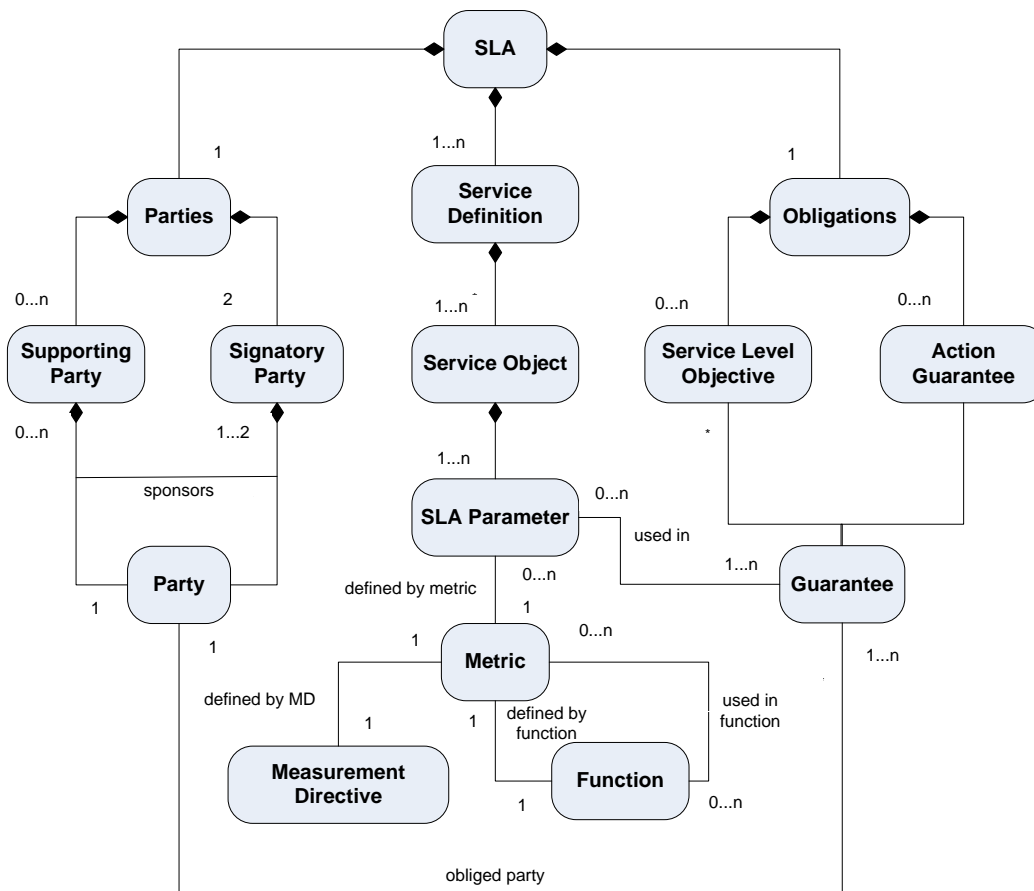 SLA
1
1...n
1
Parties
Service
Definition
Obligations
0...n
2
1...n
0...n
0...n
Supporting
Party
Signatory
Party
Service Object
Service Level
Objective
Action
Guarantee
0...n
1...2
*
1...n
0...n
sponsors
SLA Parameter
used in
Party
0...n
1...n
Guarantee
defined by metric
1
1
1
0...n
1
1...n
Metric
defined by MD
1
1
defined by
function
used in
function
Measurement
Directive
Function
1
0...n
obliged party